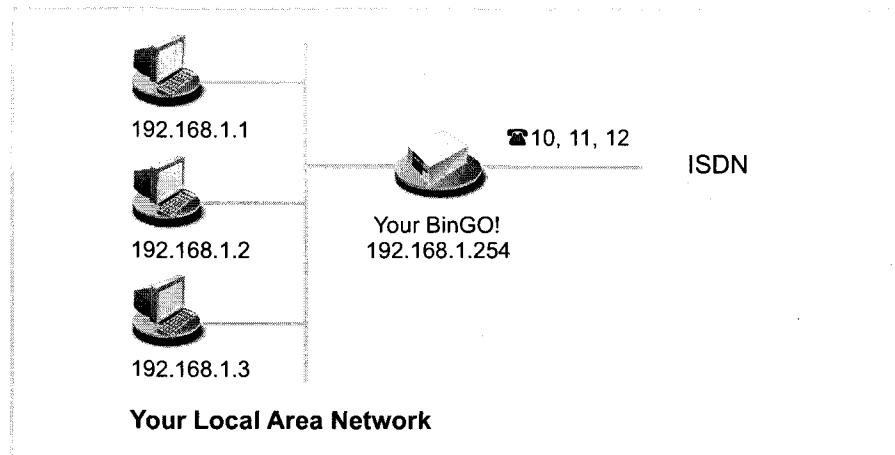 192.168.1.1
☎10, 11, 12
ISDN
192.168.1.2
Your BinGO!
192.168.1.254
192.168.1.3
Your Local Area Network